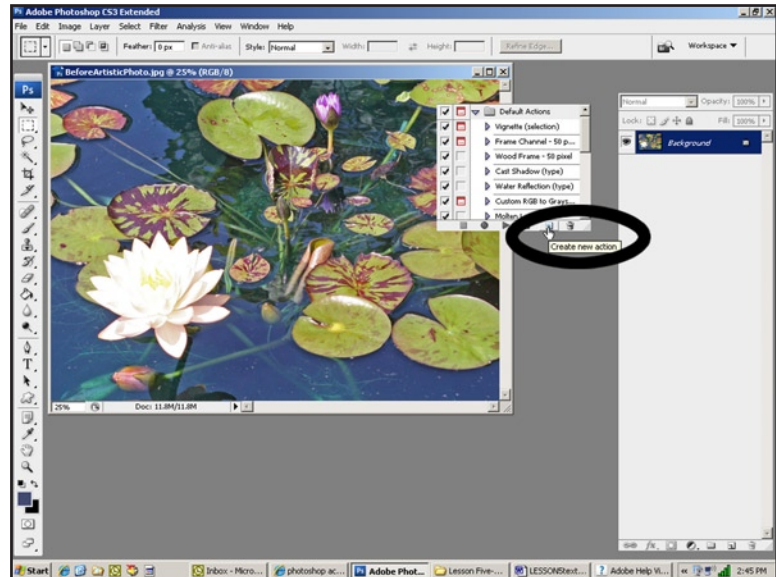 Adobe Photoshop CS3 Extended
File Edit Image Layer Select Filter Analysis View Window Help
Feather: 0 px Anti-alias Style: Normal Width: Height: Refine Edge... Workspace
BeforeArtisticPhoto.jpg @ 25% (RGB/8)
Ps
Default Actions
Vignette (selection)
Frame Channel - 50 p...
Wood Frame - 50 pixel
Cast Shadow (type)
Water Reflection (type)
Custom RGB to Grays...
Molten
Create new action
Normal Opacity: 100%
Lock: Fill: 100%
Background
25% Doc: 11.8M/11.8M
Start Inbox - Micro... photoshop ac... Adobe Phot... Lesson Five-... LESSONStext... Adobe Help Vi... 2:45 PM